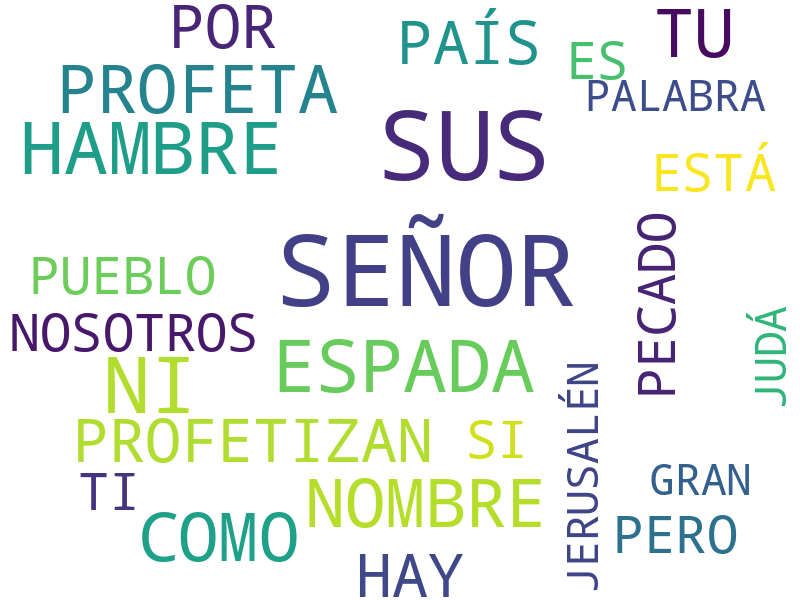 POR
PAÍS
TU
ES
PROFETA
PALABRA
HAMBRE
SUS
ESTÁ
SEÑOR
PECADO
PUEBLO
NOSOTROS
JUDÁ
ESPADA
NI
JERUSALÉN
PROFETIZAN
SI
TI
NOMBRE
GRAN
COMO
PERO
HAY